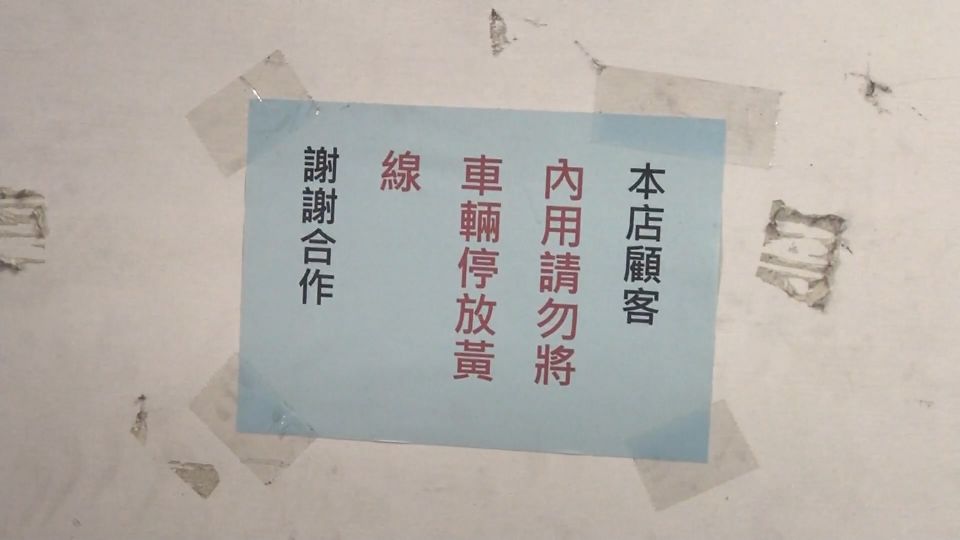 本店顧客
內用請勿將
車輛停放黃
線
謝謝合作